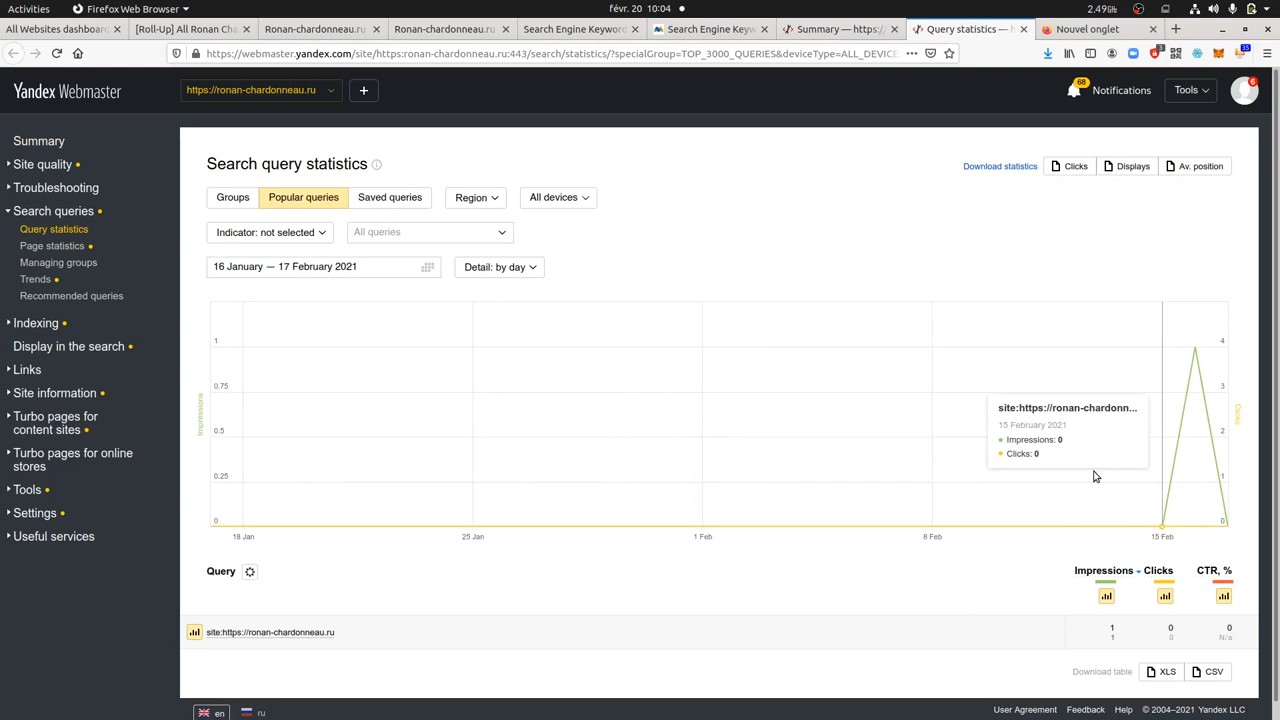 Activities
Firefox Web Browser
févr. 20 10:04
2.49GHz
All Websites dashboard
[Roll-Up] All Ronan Cha
Ronan-chardonneau.ru
Ronan-chardonneau.ru
Search Engine Keyword
Search Engine Keyw
Summary — https:/
Query statistics — h
Nouvel onglet
https://webmaster.yandex.com/site/https:ronan-chardonneau.ru:443/search/statistics/?specialGroup=TOP_3000_QUERIES&deviceType=ALL_DEVICE
3
35
Yandex Webmaster
https://ronan-chardonneau.ru
68
Notifications
Tools
6
Summary
Site quality
Troubleshooting
Search queries
Query statistics
Page statistics
Managing groups
Trends
Recommended queries
Indexing
Display in the search
Links
Site information
Turbo pages for
content sites
Turbo pages for online
stores
Tools
Settings
Useful services
Search query statistics
Download statistics
Clicks
Displays
Av. position
Groups
Popular queries
Saved queries
Region
All devices
Indicator: not selected
All queries
16 January — 17 February 2021
Detail: by day
1
0.75
0.5
0.25
0
Impressions
4
3
2
1
0
Clicks
site:https://ronan-chardonn...
15 February 2021
Impressions: 0
Clicks: 0
18 Jan
25 Jan
1 Feb
8 Feb
15 Feb
Query
Impressions
Clicks
CTR, %
site:https://ronan-chardonneau.ru
1
0
0
1
0
N/a
Download table
XLS
CSV
en
ru
User Agreement
Feedback
Help
© 2004–2021 Yandex LLC